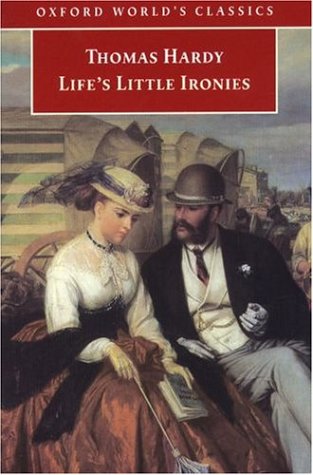 OXFORD WORLD'S CLASSICS
THOMAS HARDY
LIFE'S LITTLE IRONIES